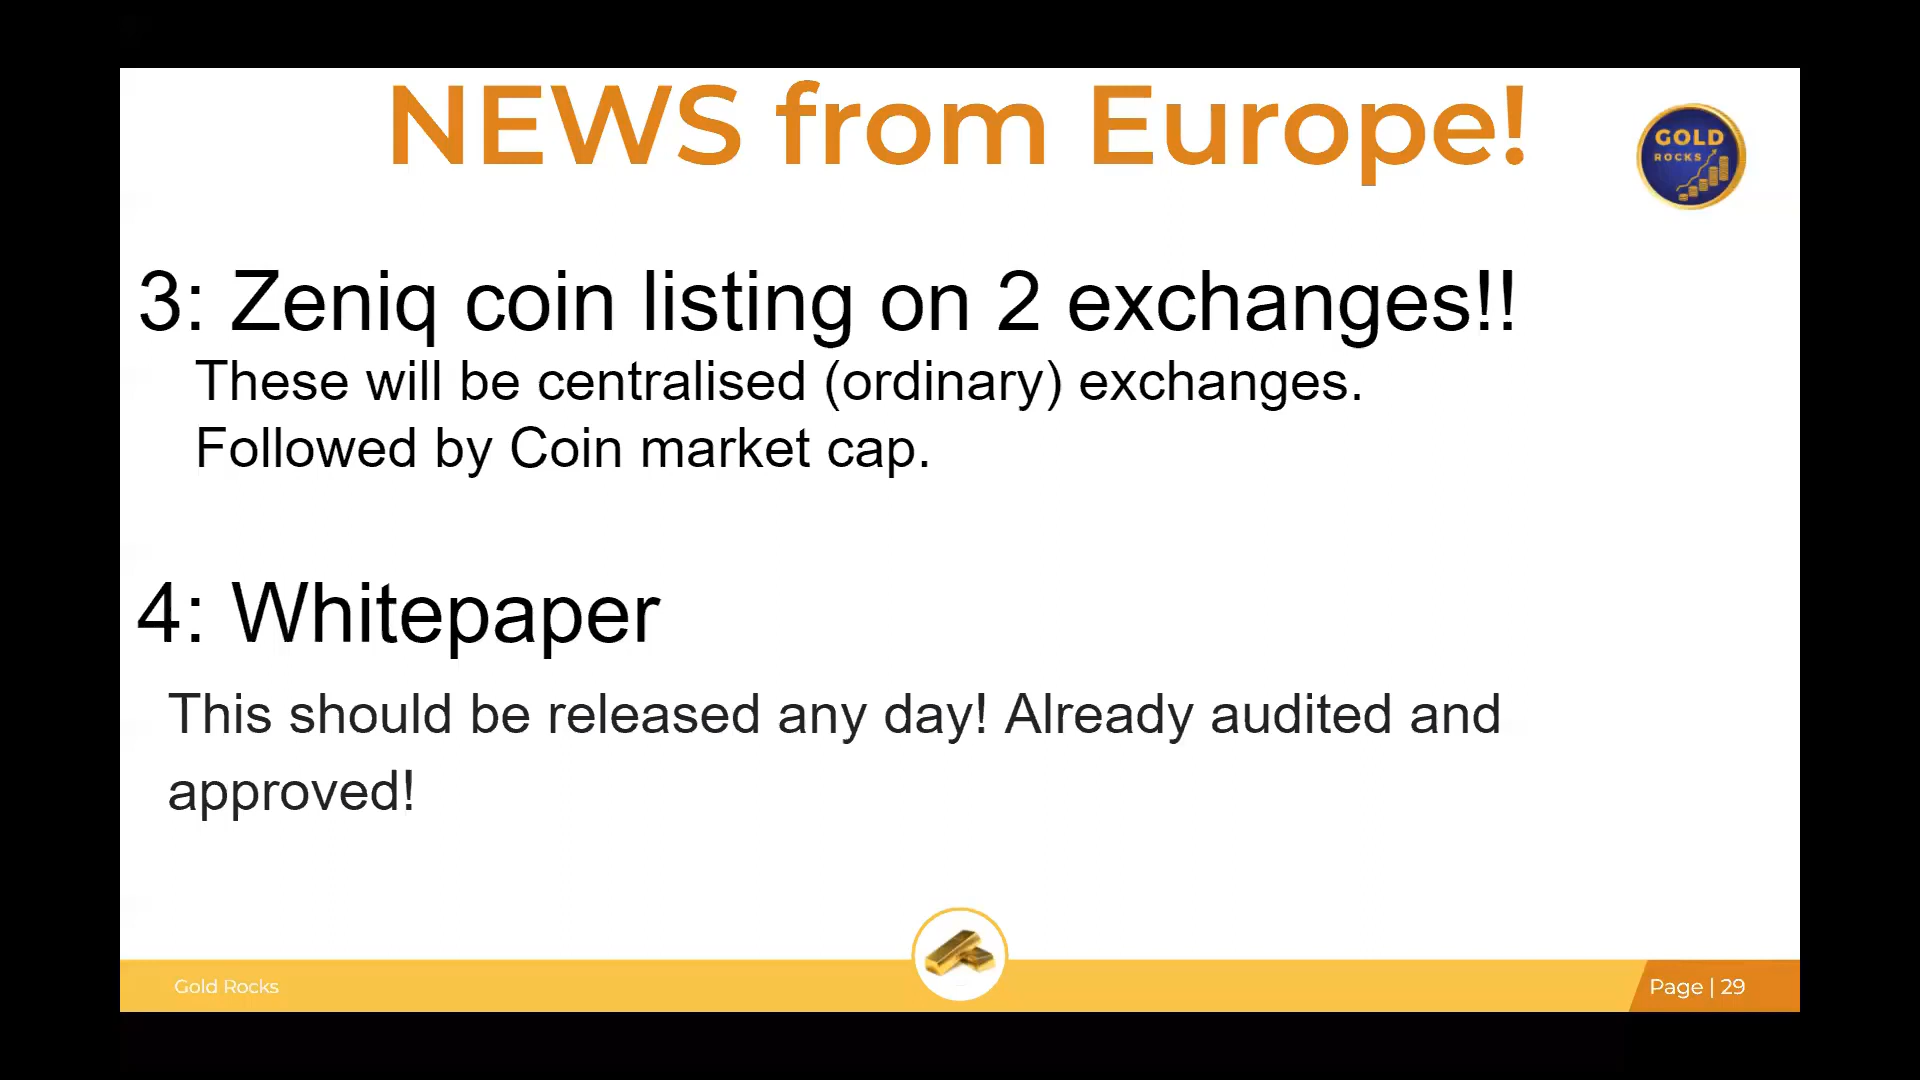 NEWS from Europe!
GOLD
ROCKS
3: Zeniq coin listing on 2 exchanges!!
These will be centralised (ordinary) exchanges.
Followed by Coin market cap.
4: Whitepaper
This should be released any day! Already audited and
approved!
Gold Rocks
Page | 29